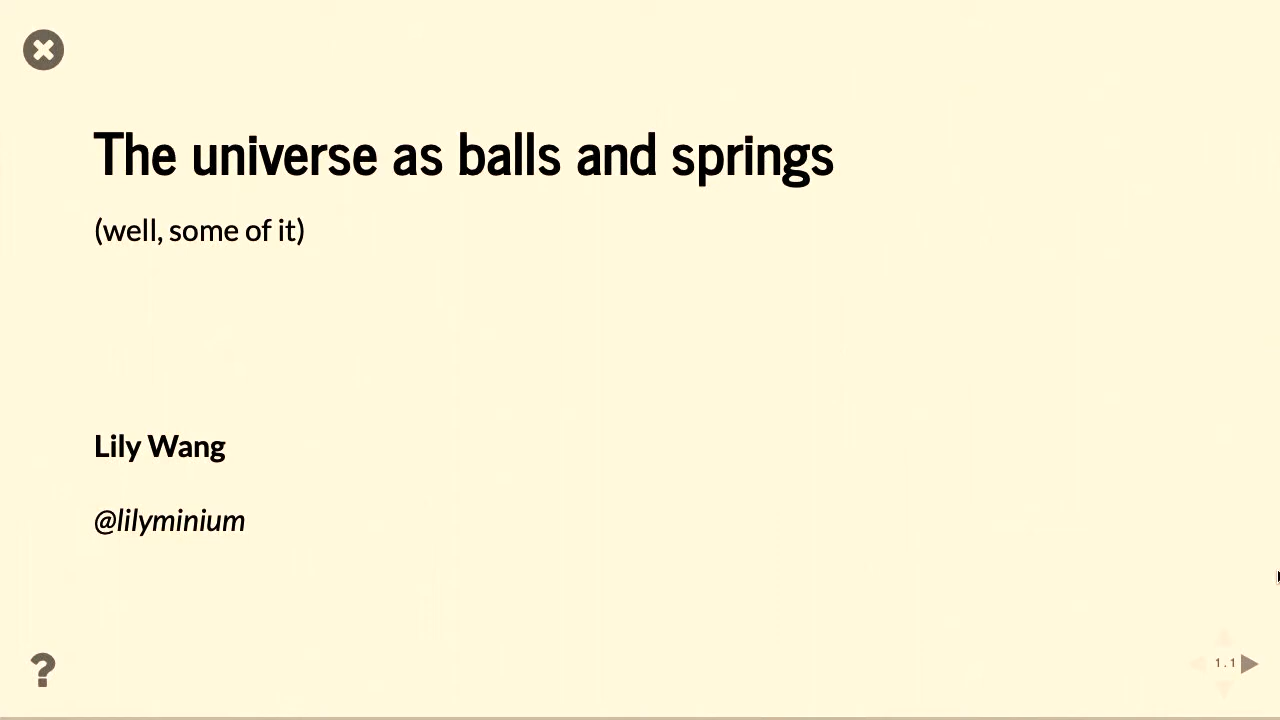 The universe as balls and springs
(well, some of it)
Lily Wang
@lilyminium
?
1.1